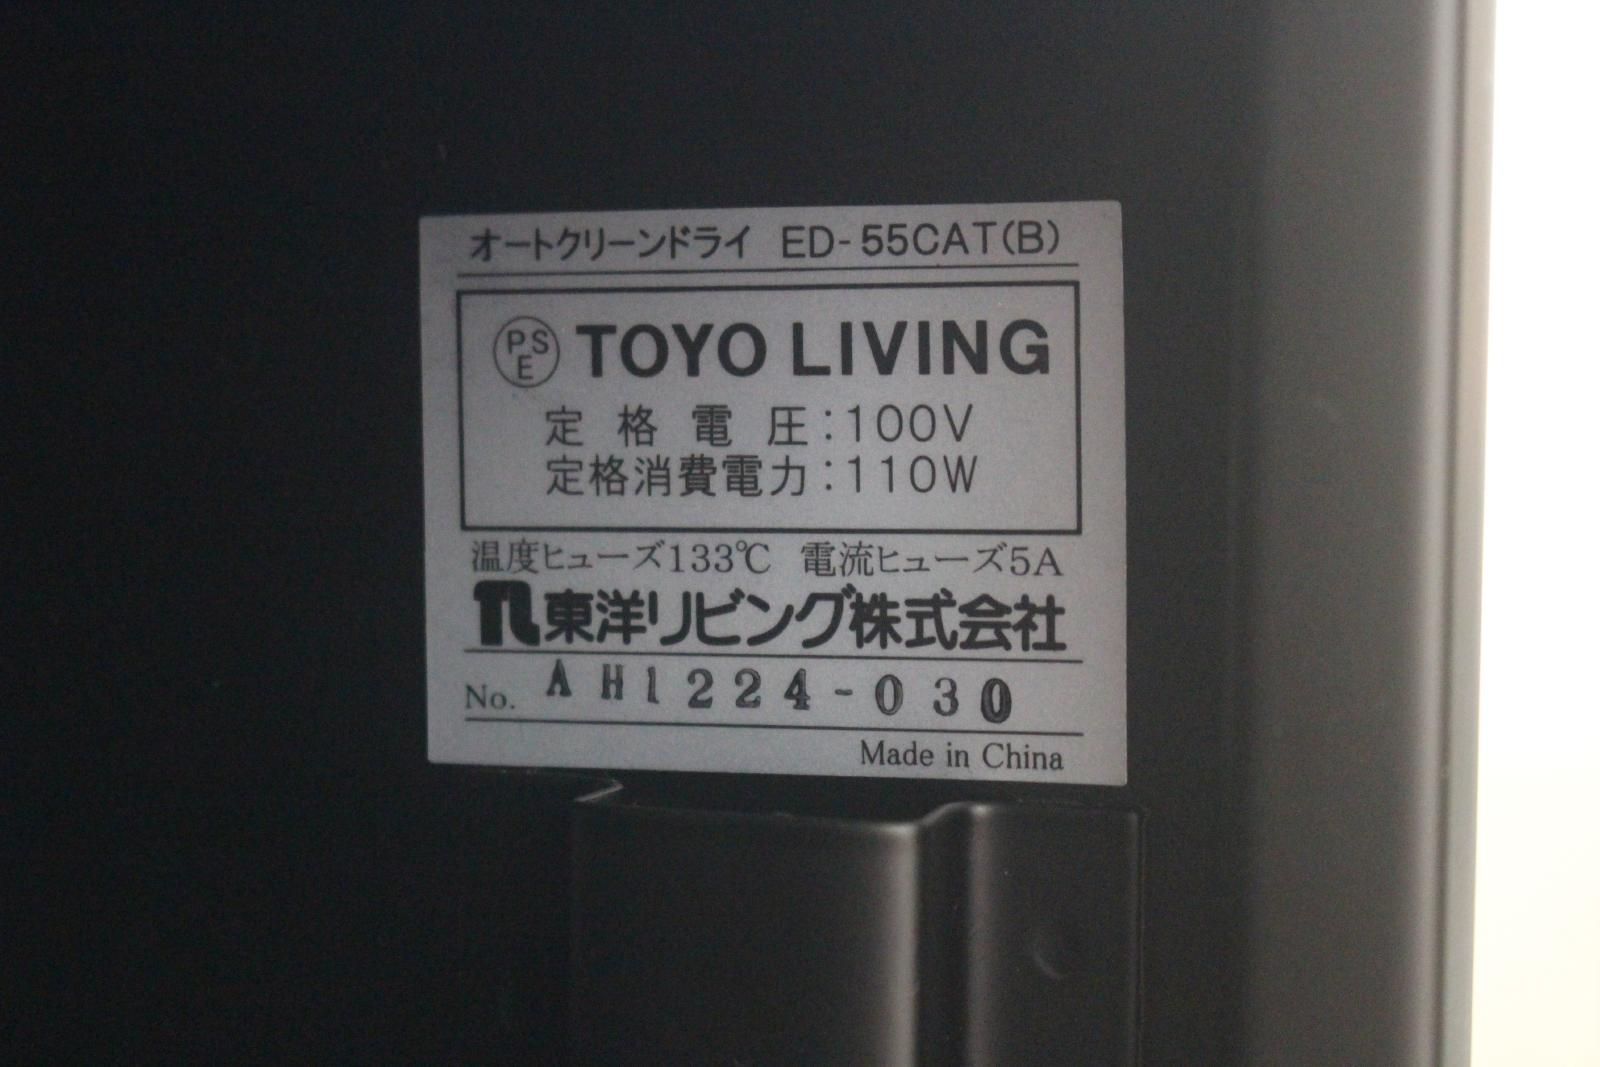 オートクリーンドライ ED-55CAT(B)
PSE TOYO LIVING
定格電圧:100V
定格消費電力:110W
温度ヒューズ133℃ 電流ヒューズ5A
東洋リビング株式会社
No. AH1224-030
Made in China